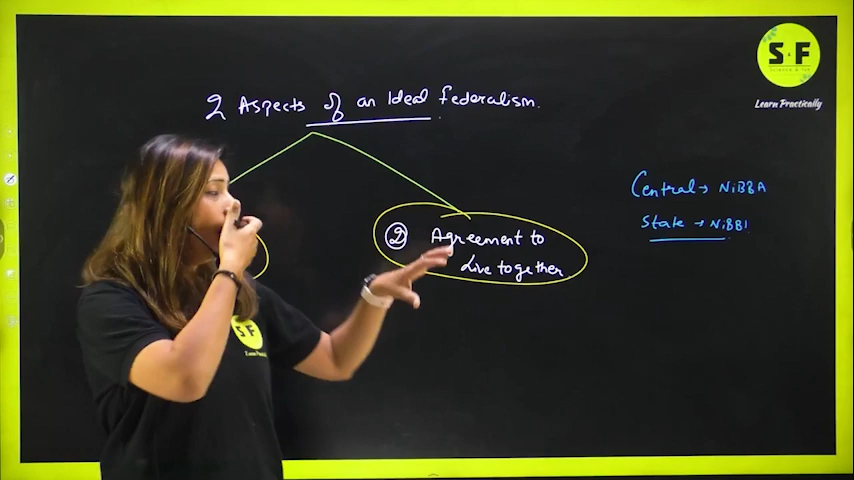 2 Aspects of an Ideal federalism.
② Agreement to
Live together
Central → NiBBA
State → NiBBI
S&F
Learn Practically
S&F